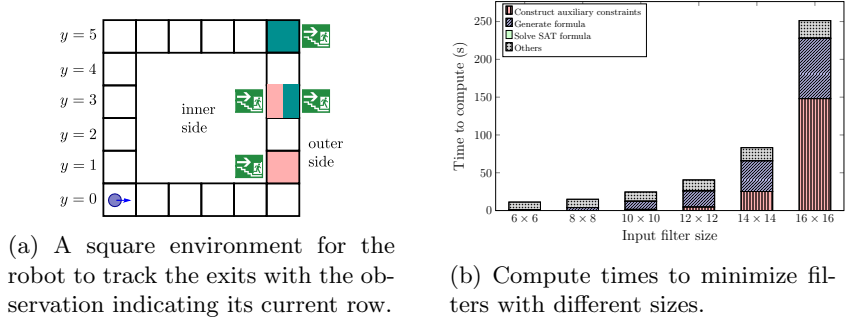 y = 5
y = 4
y = 3
y = 2
y = 1
y = 0
inner
side
outer
side
(a) A square environment for the
robot to track the exits with the ob-
servation indicating its current row.
Construct auxiliary constraints
Generate formula
Solve SAT formula
Others
Time to compute (s)
250
200
150
100
50
0
6 × 6 8 × 8 10 × 10 12 × 12 14 × 14 16 × 16
Input filter size
(b) Compute times to minimize fil-
ters with different sizes.